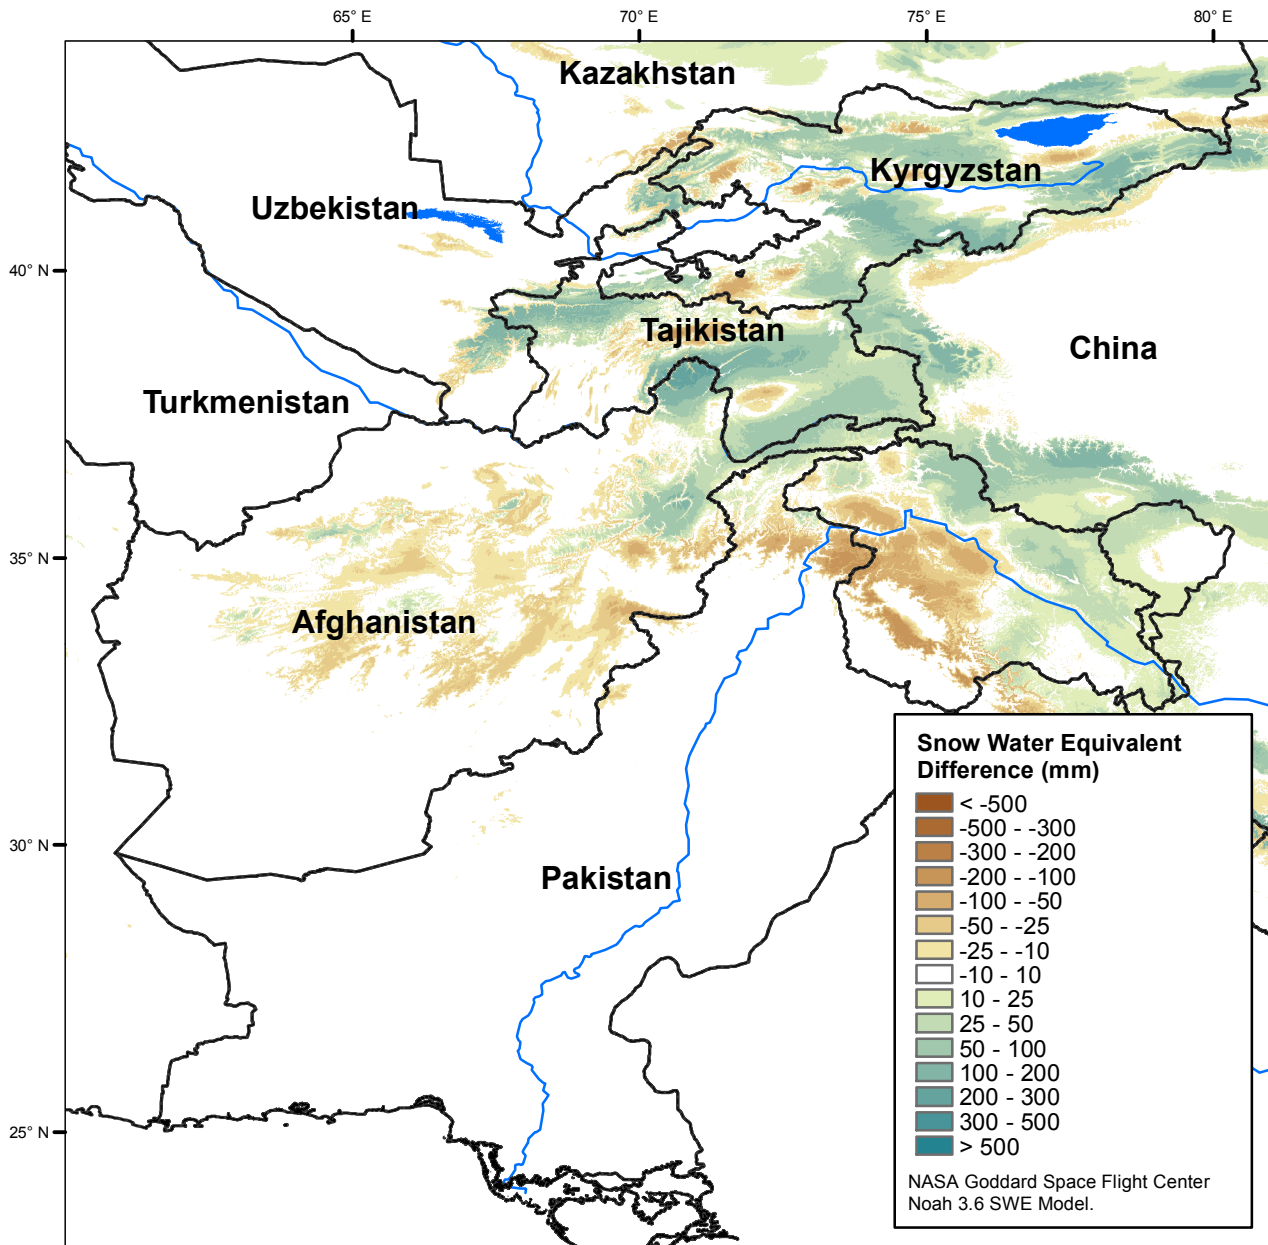 65° E
70° E
75° E
80° E
Kazakhstan
Kyrgyzstan
Uzbekistan
40° N
Tajikistan
China
Turkmenistan
35° N
Afghanistan
30° N
Pakistan
25° N
Snow Water Equivalent
Difference (mm)
< -500
-500 - -300
-300 - -200
-200 - -100
-100 - -50
-50 - -25
-25 - -10
-10 - 10
10 - 25
25 - 50
50 - 100
100 - 200
200 - 300
300 - 500
> 500
NASA Goddard Space Flight Center
Noah 3.6 SWE Model.